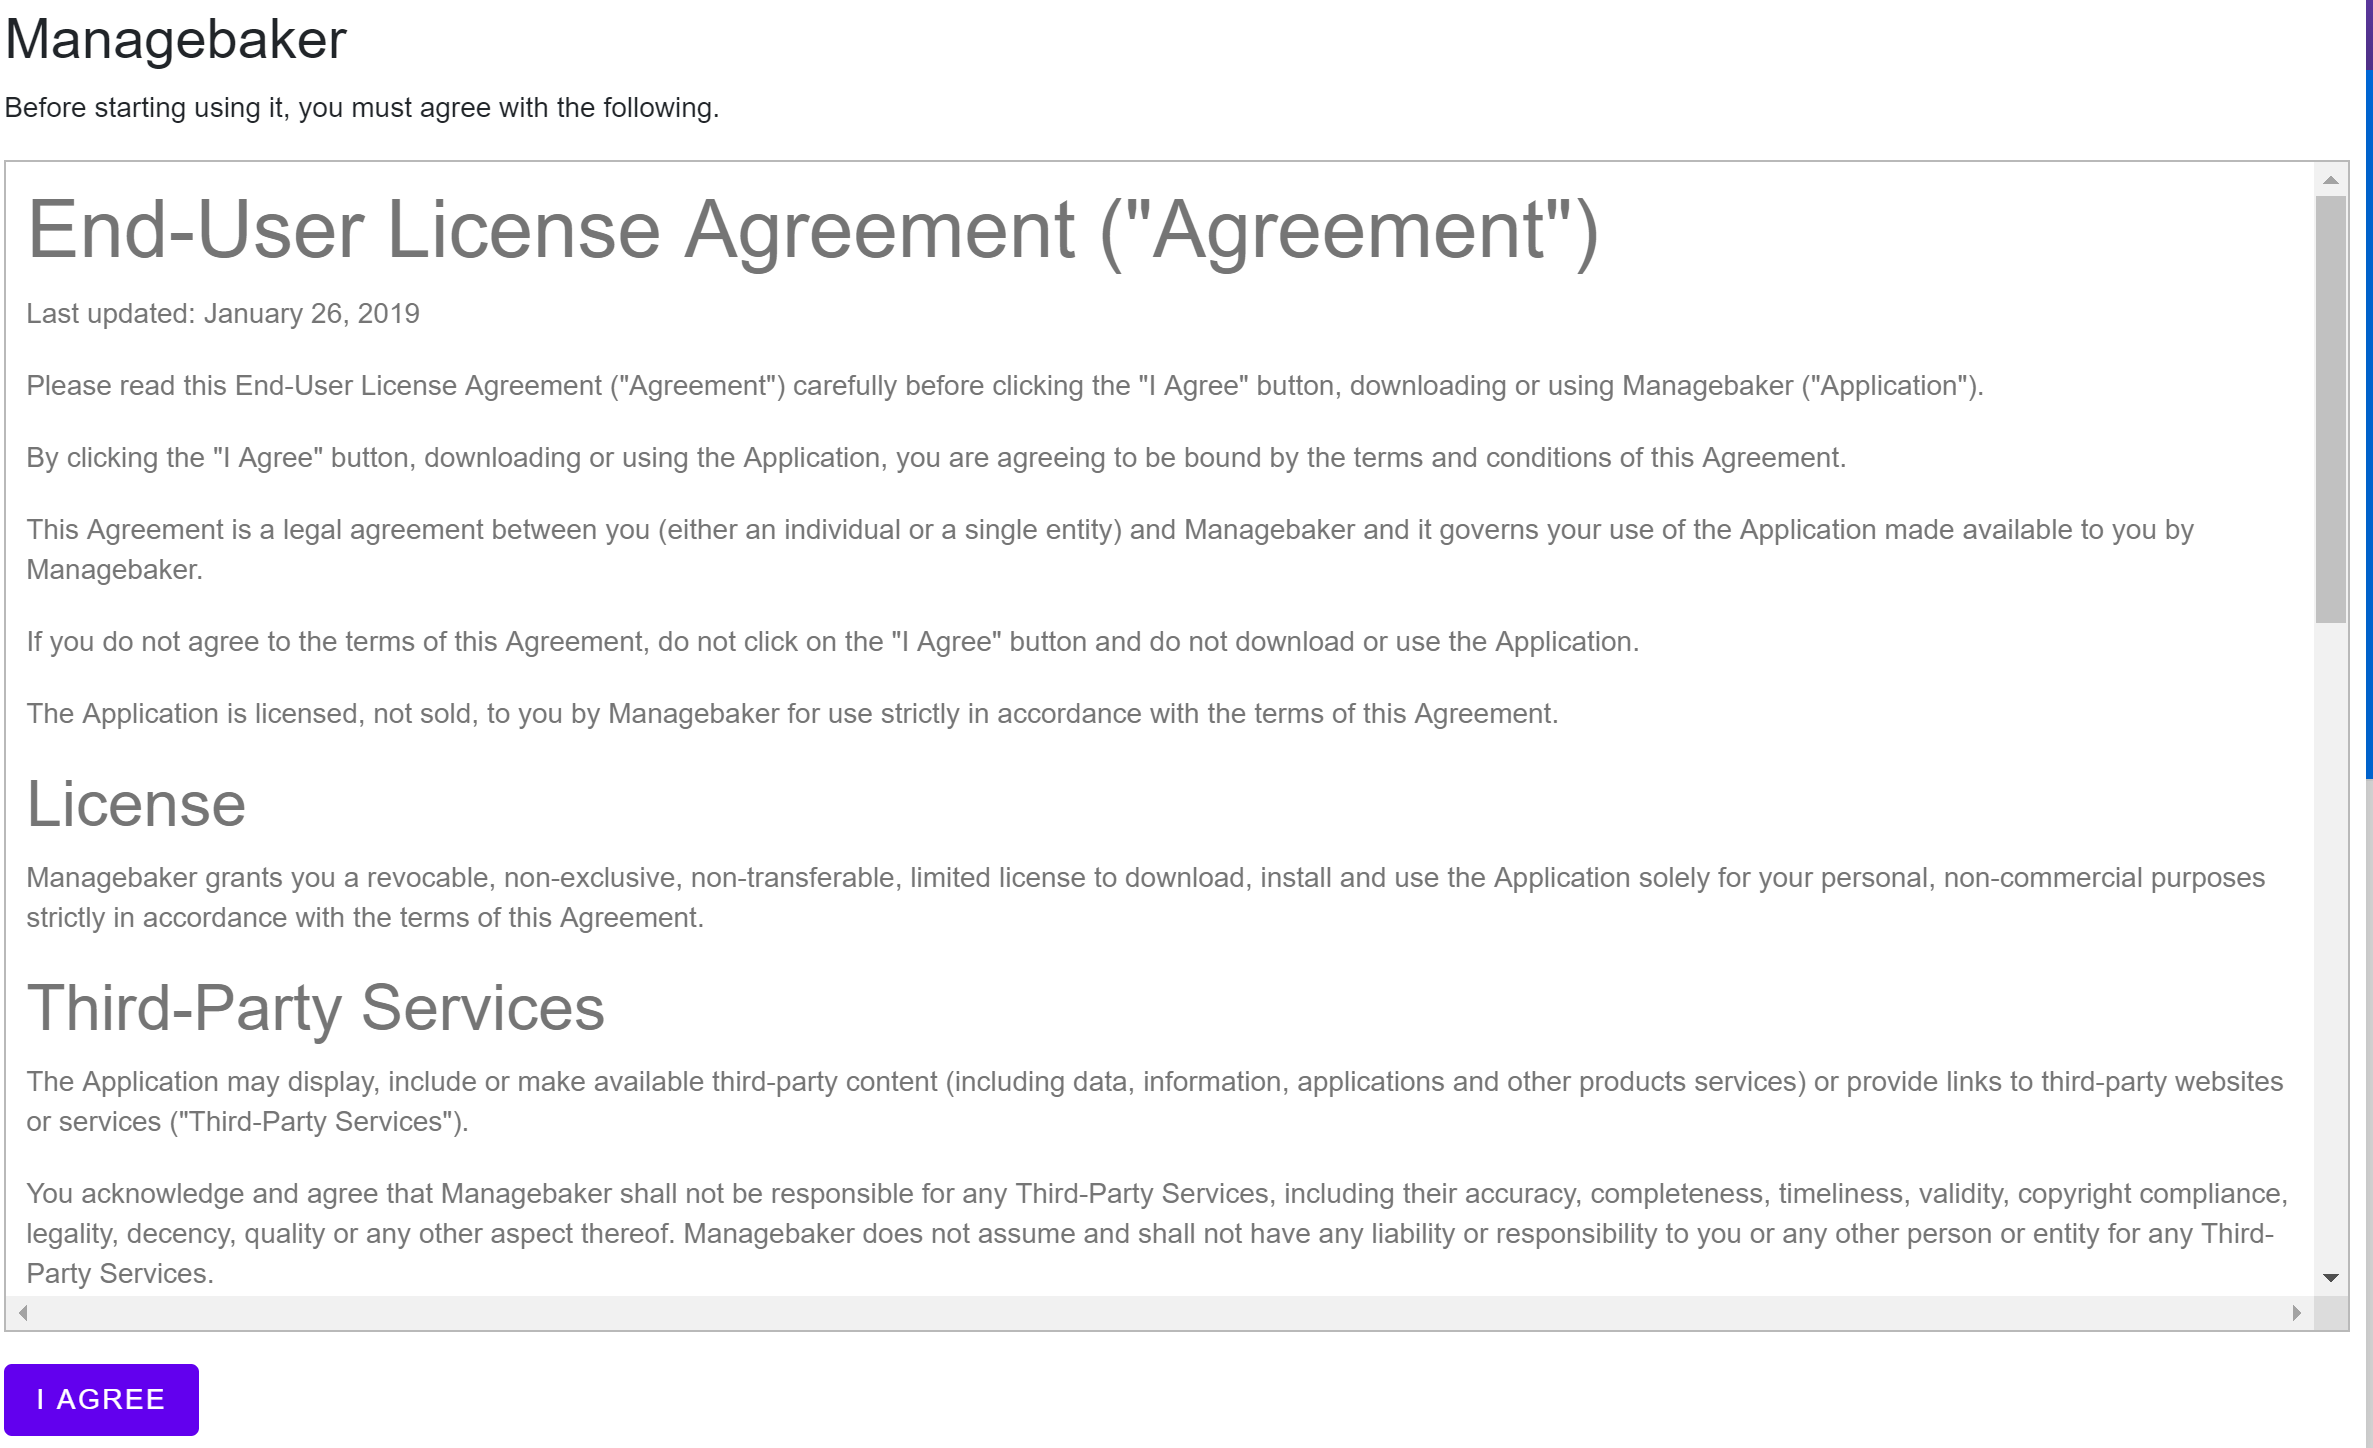 Managebaker
Before starting using it, you must agree with the following.
End-User License Agreement ("Agreement")
Last updated: January 26, 2019
Please read this End-User License Agreement ("Agreement") carefully before clicking the "I Agree" button, downloading or using Managebaker ("Application").
By clicking the "I Agree" button, downloading or using the Application, you are agreeing to be bound by the terms and conditions of this Agreement.
This Agreement is a legal agreement between you (either an individual or a single entity) and Managebaker and it governs your use of the Application made available to you by
Managebaker.
If you do not agree to the terms of this Agreement, do not click on the "I Agree" button and do not download or use the Application.
The Application is licensed, not sold, to you by Managebaker for use strictly in accordance with the terms of this Agreement.
License
Managebaker grants you a revocable, non-exclusive, non-transferable, limited license to download, install and use the Application solely for your personal, non-commercial purposes
strictly in accordance with the terms of this Agreement.
Third-Party Services
The Application may display, include or make available third-party content (including data, information, applications and other products services) or provide links to third-party websites
or services ("Third-Party Services").
You acknowledge and agree that Managebaker shall not be responsible for any Third-Party Services, including their accuracy, completeness, timeliness, validity, copyright compliance,
legality, decency, quality or any other aspect thereof. Managebaker does not assume and shall not have any liability or responsibility to you or any other person or entity for any Third-
Party Services.
I AGREE